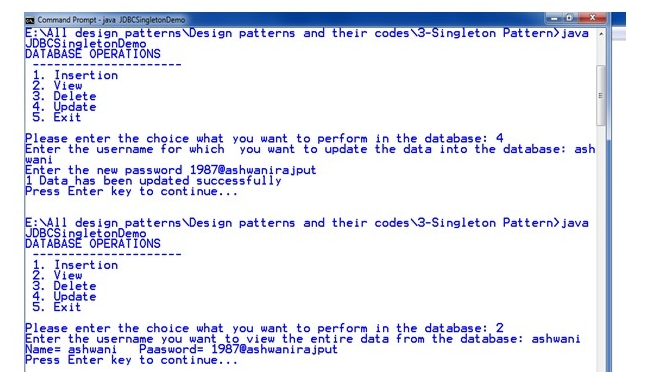 Command Prompt - java JDBCSingletonDemo
E:\All design patterns\Design patterns and their codes\3-Singleton Pattern>java
JDBCSingletonDemo
DATABASE OPERATIONS
--------------------
1. Insertion
2. View
3. Delete
4. Update
5. Exit
Please enter the choice what you want to perform in the database: 4
Enter the username for which  you want to update the data into the database: ash
wani
Enter the new password 1987@ashwanirajput
1 Data has been updated successfully
Press Enter key to continue...
E:\All design patterns\Design patterns and their codes\3-Singleton Pattern>java
JDBCSingletonDemo
DATABASE OPERATIONS
--------------------
1. Insertion
2. View
3. Delete
4. Update
5. Exit
Please enter the choice what you want to perform in the database: 2
Enter the username you want to view the entire data from the database: ashwani
Name= ashwani   Paasword= 1987@ashwanirajput
Press Enter key to continue...